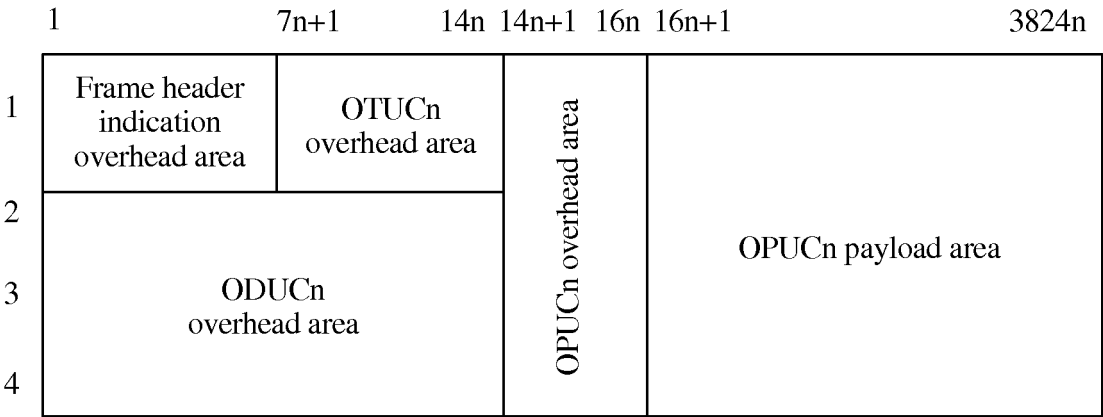 1 7n+1 14n 14n+1 16n 16n+1 3824n
1
Frame header
indication
overhead area
OTUCn
overhead area
OPUCn overhead area
OPUCn payload area
2
3
4
ODUCn
overhead area